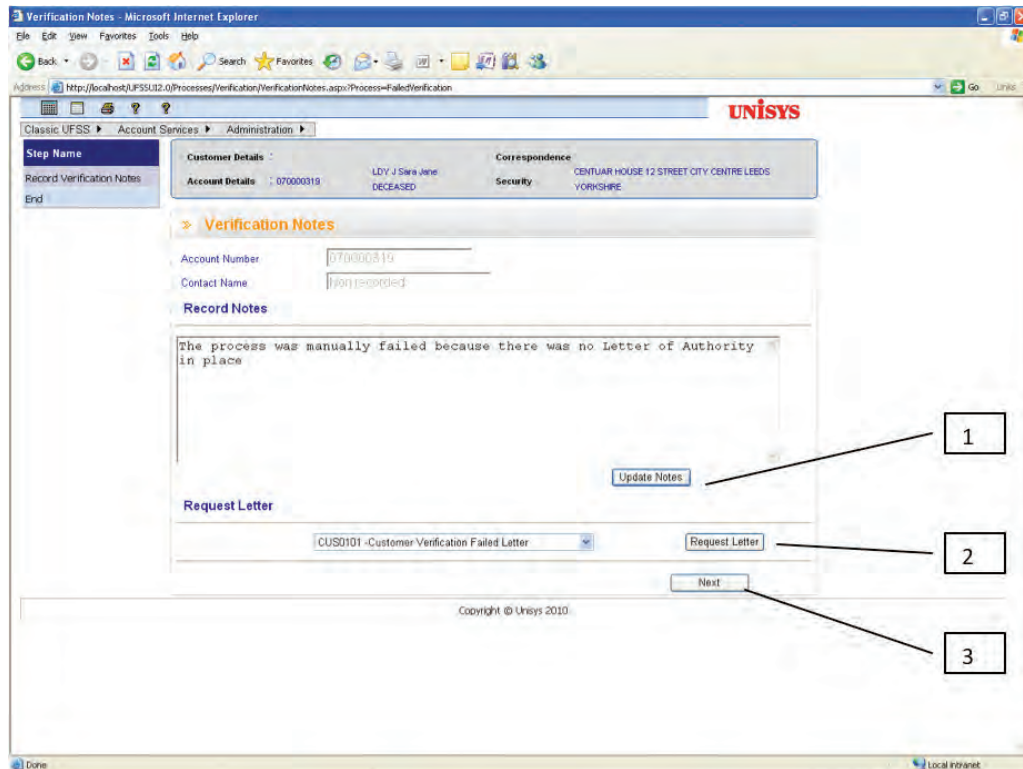 Verification Notes - Microsoft Internet Explorer
File Edit View Favorites Tools Help
Back Search Favorites
Address http://localhost/UFSSUI2.0/Processes/Verification/VerificationNotes.aspx?Process=FailedVerification Go Links
UNISYS
Classic UFSS Account Services Administration
Step Name
Record Verification Notes
End
Customer Details : Correspondence
Account Details : 070000319 LDY J Sara Jane DECEASED Security CENTUAR HOUSE 12 STREET CITY CENTRE LEEDS YORKSHIRE
» Verification Notes
Account Number 070000319
Contact Name Non recorded
Record Notes
The process was manually failed because there was no Letter of Authority
in place
1
Update Notes
Request Letter
CUS0101 -Customer Verification Failed Letter Request Letter
2
Next
Copyright © Unisys 2010
3
Done Local intranet